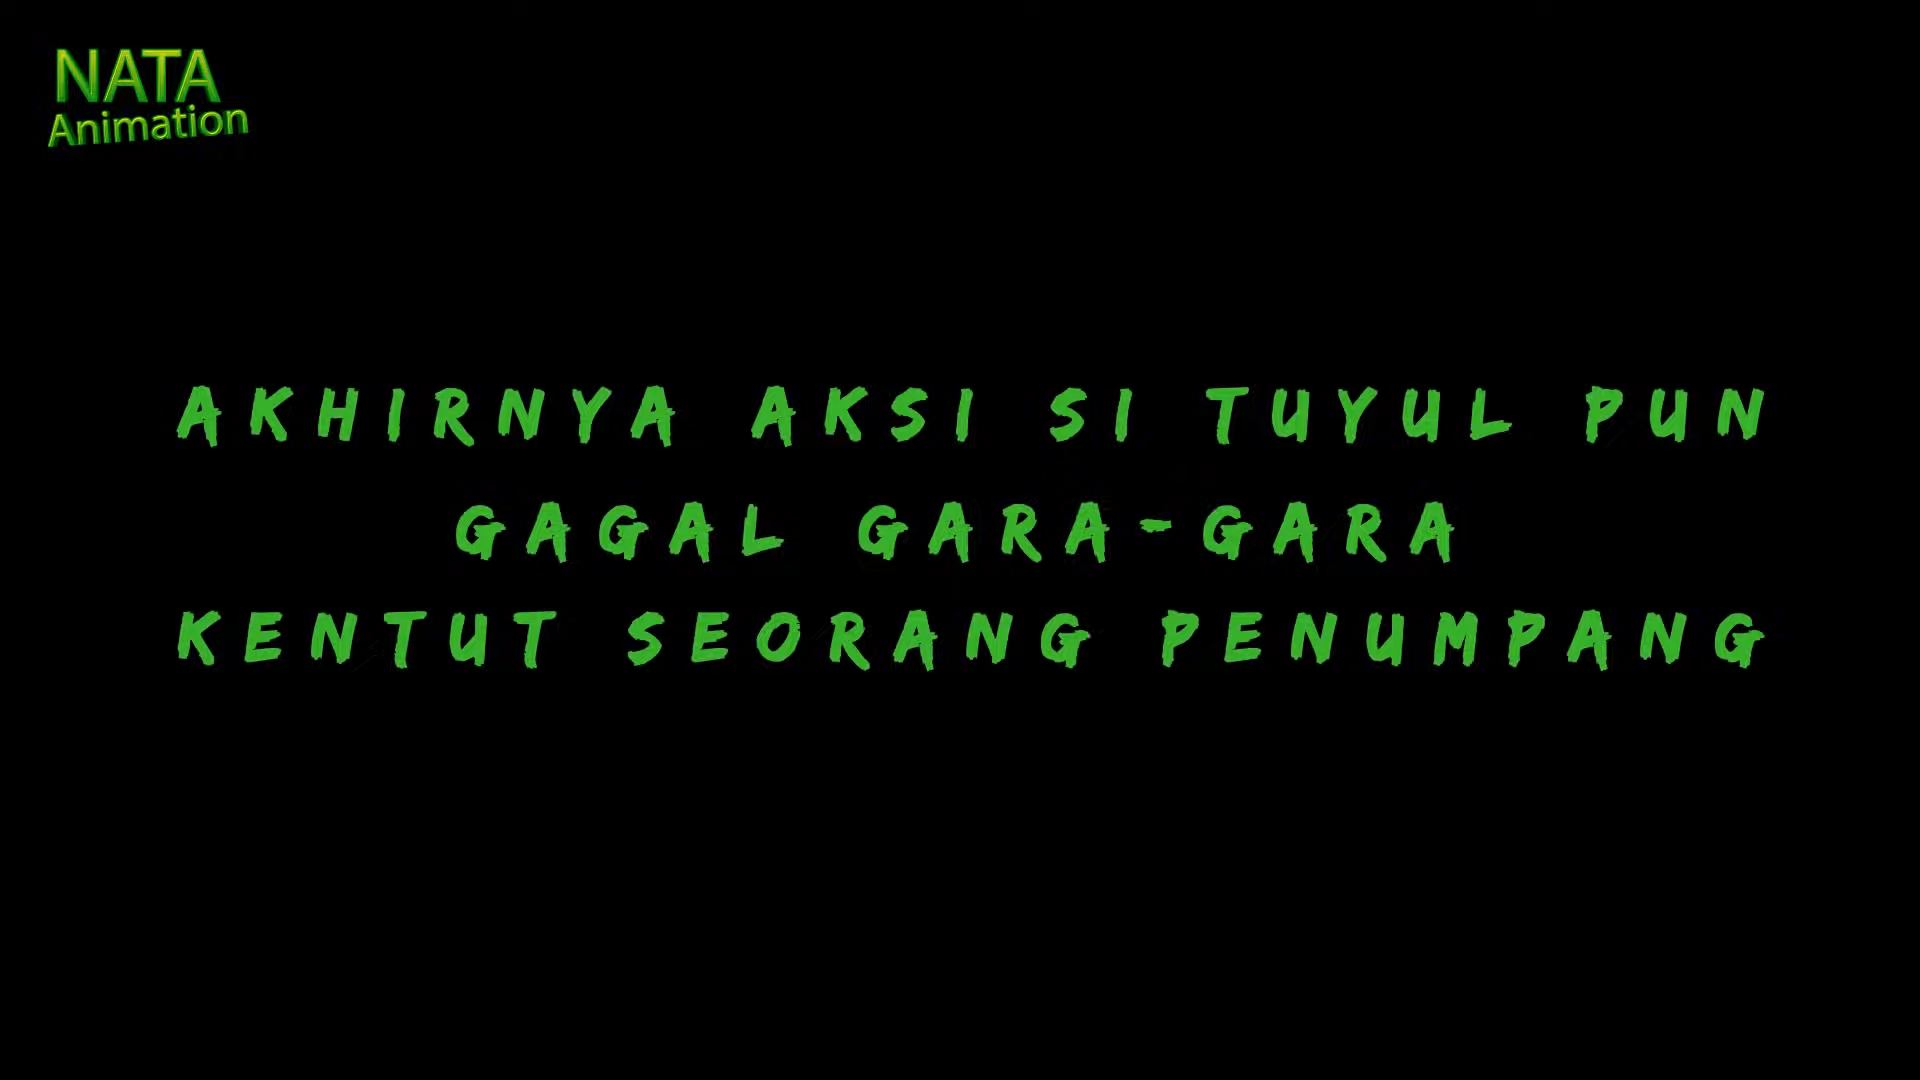 NATA
Animation
AKHIRNYA AKSI SI TUYUL PUN
GAGAL GARA-GARA
KENTUT SEORANG PENUMPANG